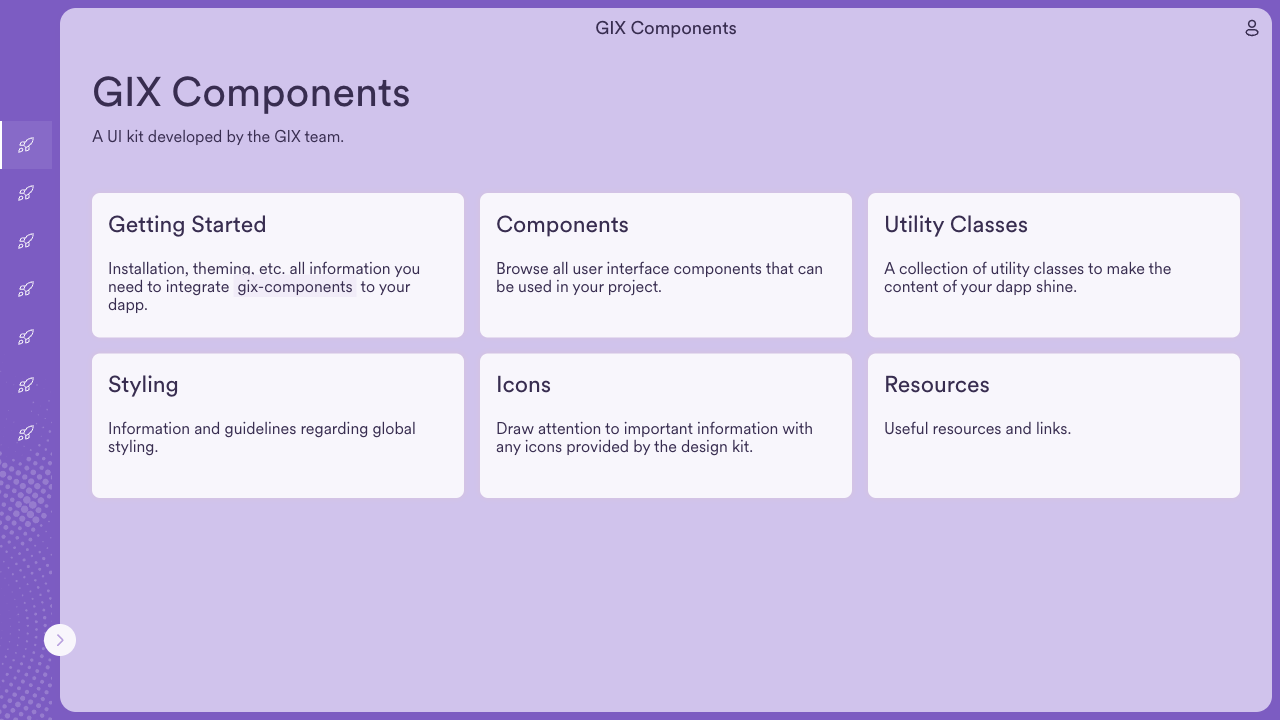 GIX Components
GIX Components
A UI kit developed by the GIX team.
Getting Started
Installation, theming, etc. all information you
need to integrate gix-components to your
dapp.
Components
Browse all user interface components that can
be used in your project.
Utility Classes
A collection of utility classes to make the
content of your dapp shine.
Styling
Information and guidelines regarding global
styling.
Icons
Draw attention to important information with
any icons provided by the design kit.
Resources
Useful resources and links.